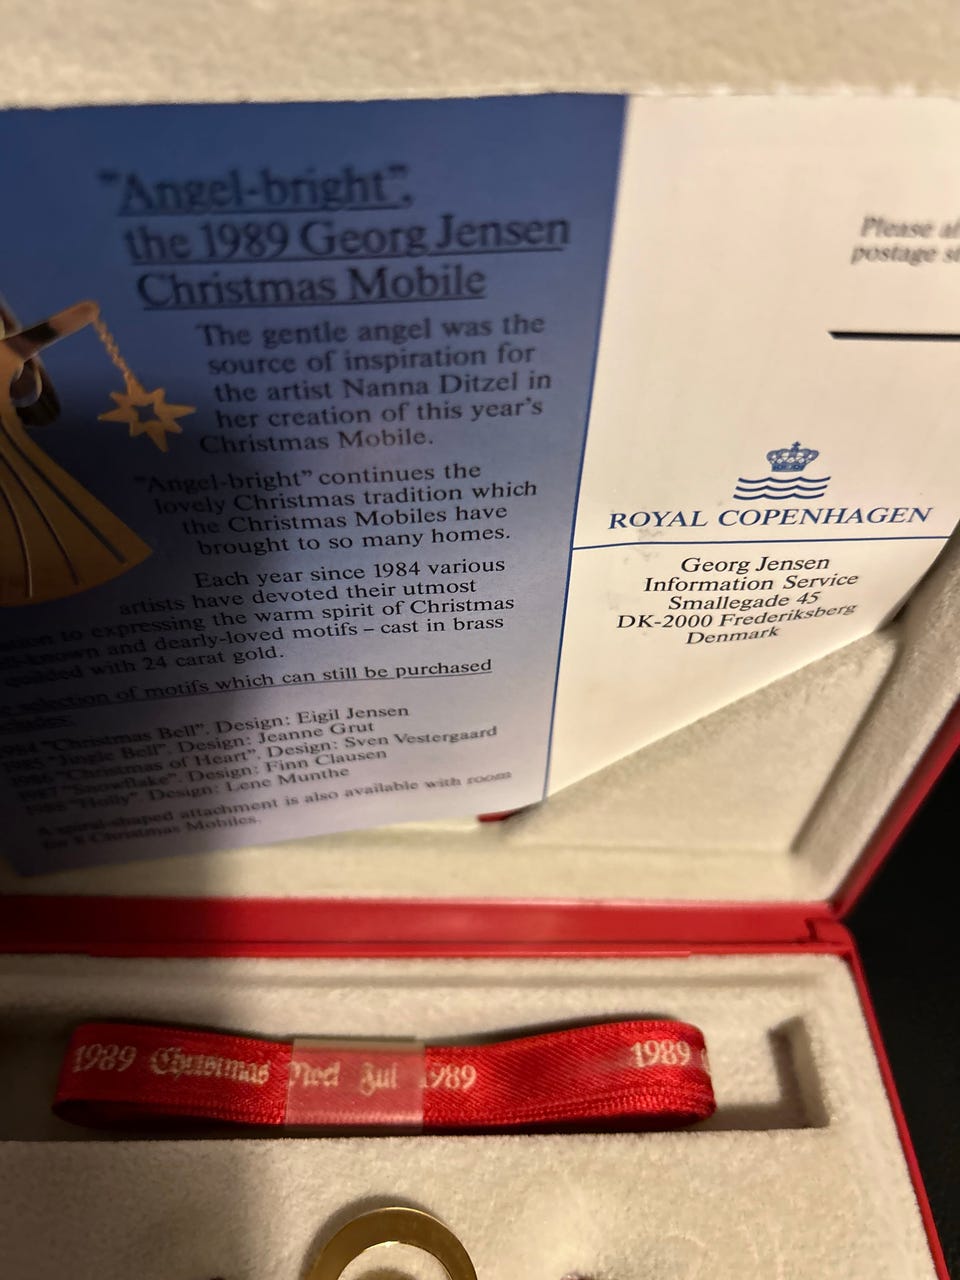 "Angel-bright",
the 1989 Georg Jensen
Christmas Mobile
The gentle angel was the
source of inspiration for
the artist Nanna Ditzel in
her creation of this year's
Christmas Mobile.
"Angel-bright" continues the
lovely Christmas tradition which
the Christmas Mobiles have
brought to so many homes.
Each year since 1984 various
artists have devoted their utmost
to expressing the warm spirit of Christmas
and dearly-loved motifs – cast in brass
with 24 carat gold.
selection of motifs which can still be purchased
"Christmas Bell". Design: Eigil Jensen
"Jingle Bell". Design: Jeanne Grut
"Christmas of Heart". Design: Sven Vestergaard
"Snowflake". Design: Finn Clausen
1988 "Holly" Design: Lene Munthe
A spiral-shaped attachment is also available with room
for 8 Christmas Mobiles.
Please
postage
ROYAL COPENHAGEN
Georg Jensen
Information Service
Smallegade 45
DK-2000 Frederiksberg
Denmark
1989 Christmas Noel Jul 1989 1989